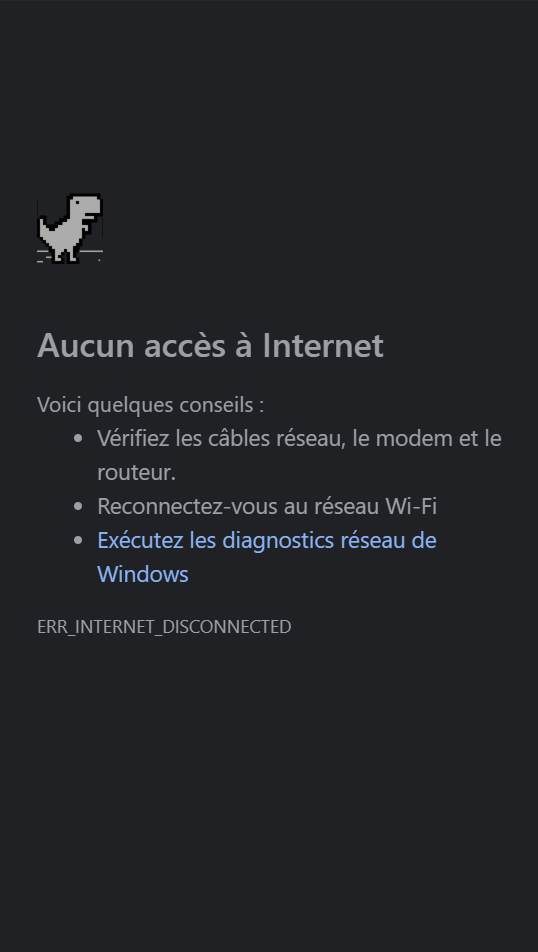 Aucun accès à Internet
Voici quelques conseils :
• Vérifiez les câbles réseau, le modem et le
routeur.
• Reconnectez-vous au réseau Wi-Fi
• Exécutez les diagnostics réseau de
Windows
ERR_INTERNET_DISCONNECTED